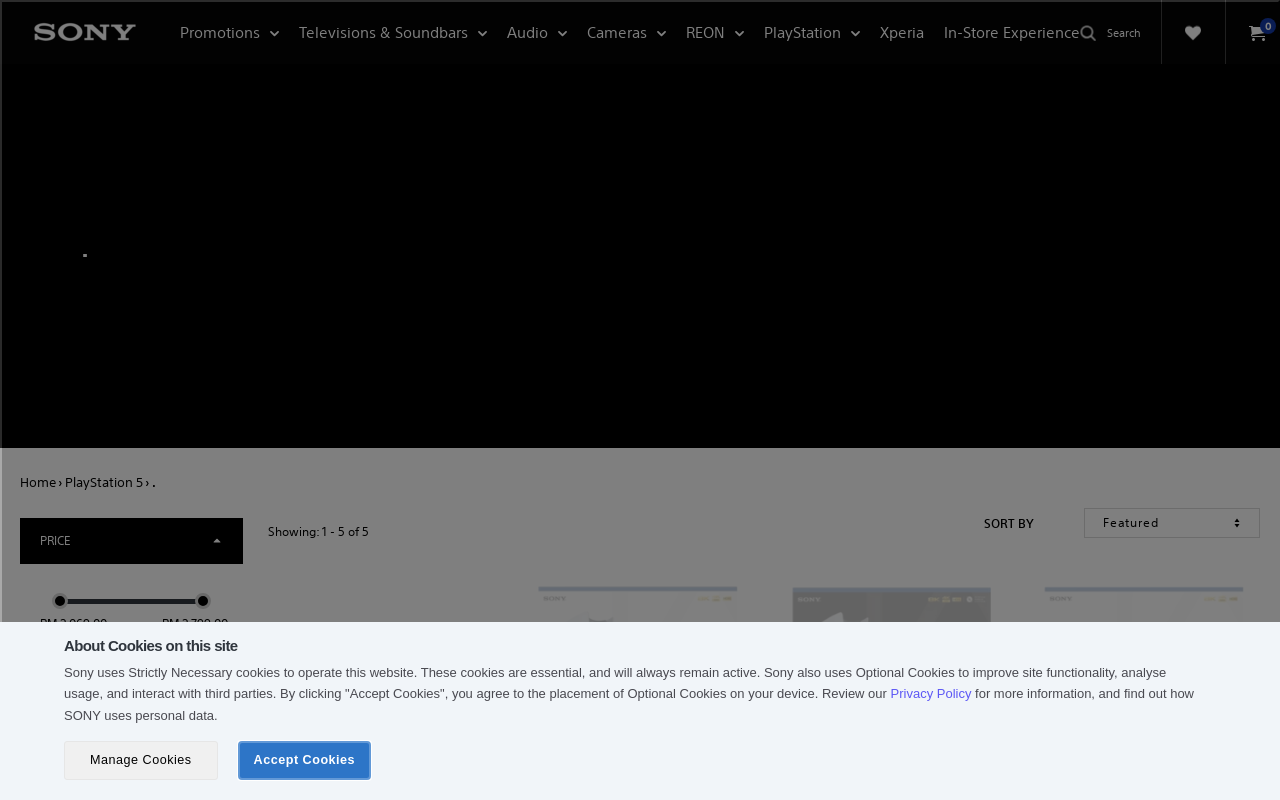 SONY
Promotions
Televisions & Soundbars
Audio
Cameras
REON
PlayStation
Xperia
In-Store Experience
Search
0
.
Home › PlayStation 5 › .
PRICE
Showing: 1 - 5 of 5
SORT BY
Featured
About Cookies on this site
Sony uses Strictly Necessary cookies to operate this website. These cookies are essential, and will always remain active. Sony also uses Optional Cookies to improve site functionality, analyse
usage, and interact with third parties. By clicking "Accept Cookies", you agree to the placement of Optional Cookies on your device. Review our Privacy Policy for more information, and find out how
SONY uses personal data.
Manage Cookies
Accept Cookies